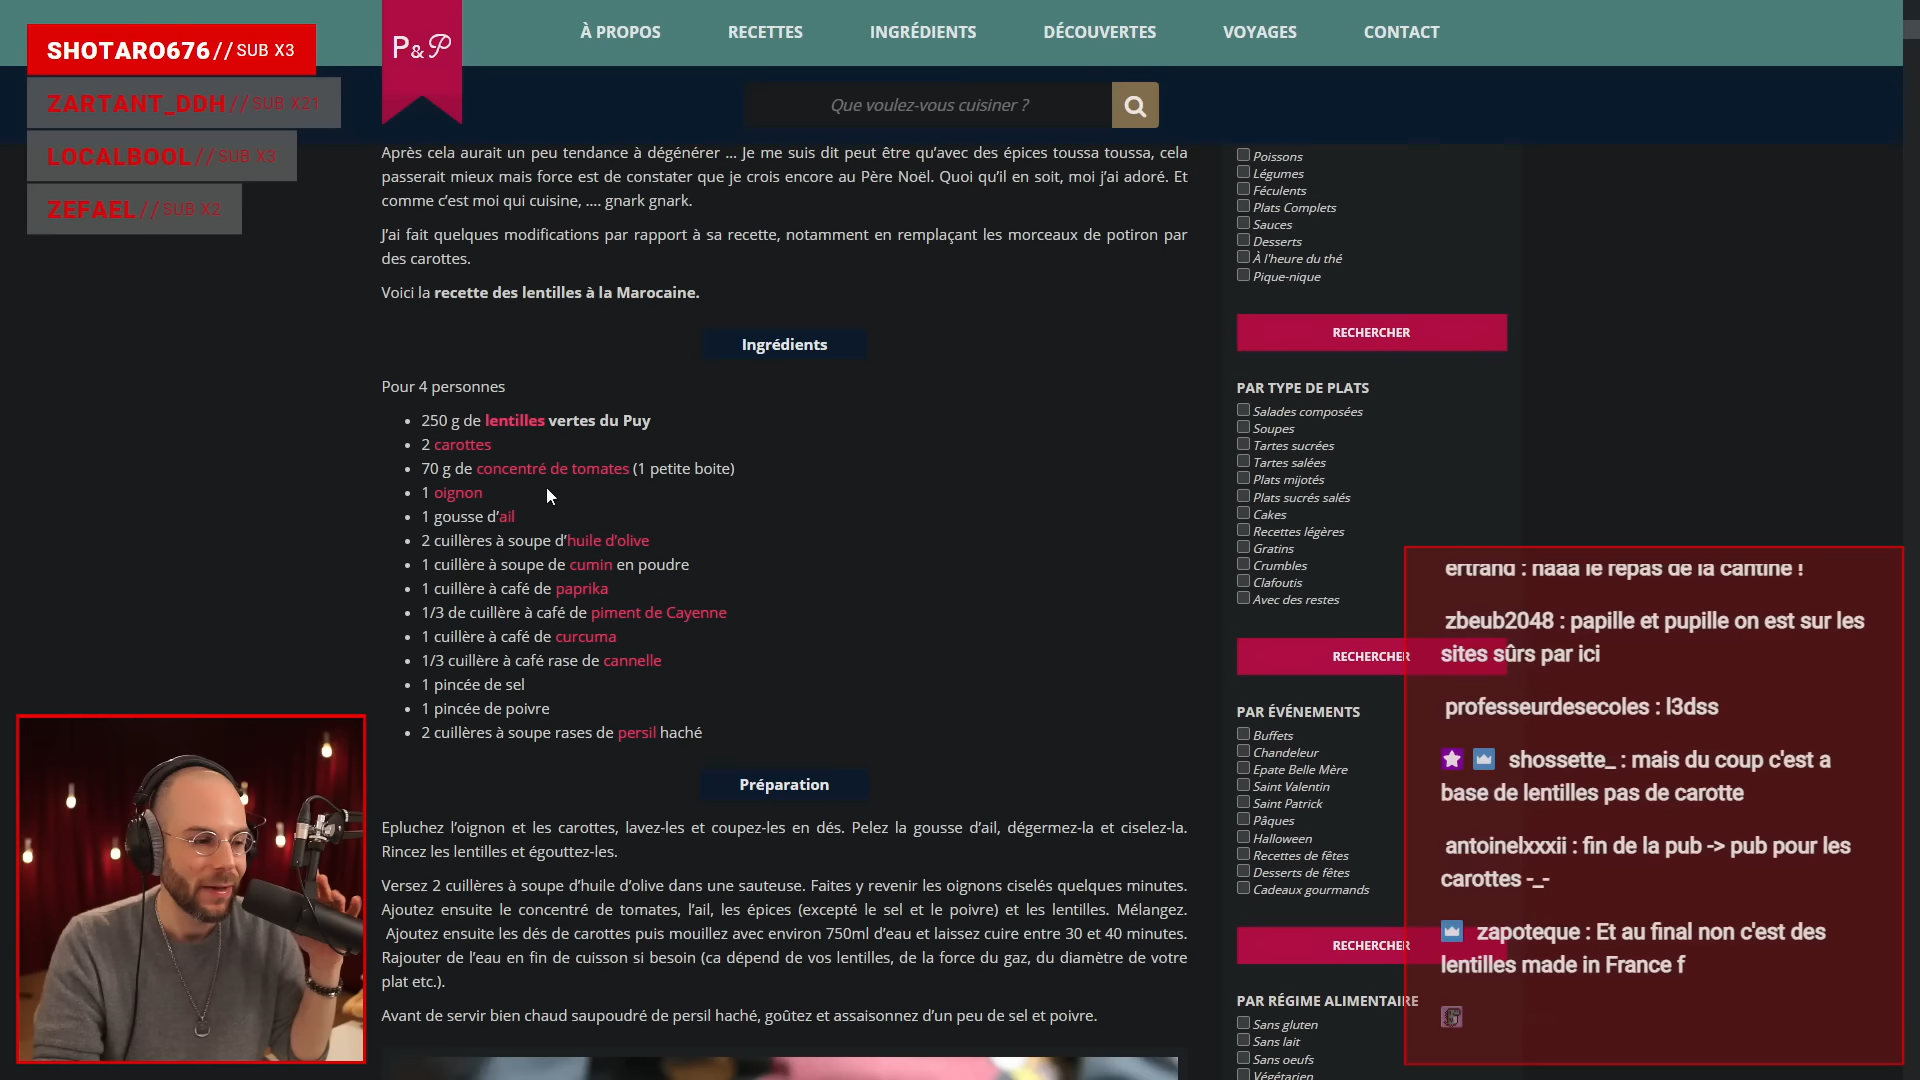 SHOTARO676// SUB X3
ZARTANT_DDH// SUB X21
LOCALBOOL// SUB X3
ZEFAEL// SUB X2
P&P
À PROPOS
RECETTES
INGRÉDIENTS
DÉCOUVERTES
VOYAGES
CONTACT
Que voulez-vous cuisiner ?
Après cela aurait un peu tendance à dégénérer ... Je me suis dit peut être qu’avec des épices toussa toussa, cela
passerait mieux mais force est de constater que je crois encore au Père Noël. Quoi qu’il en soit, moi j’ai adoré. Et
comme c’est moi qui cuisine, .... gnark gnark.
J’ai fait quelques modifications par rapport à sa recette, notamment en remplaçant les morceaux de potiron par
des carottes.
Voici la recette des lentilles à la Marocaine.
Ingrédients
Pour 4 personnes
• 250 g de lentilles vertes du Puy
• 2 carottes
• 70 g de concentré de tomates (1 petite boite)
• 1 oignon
• 1 gousse d’ail
• 2 cuillères à soupe d’huile d’olive
• 1 cuillère à soupe de cumin en poudre
• 1 cuillère à café de paprika
• 1/3 de cuillère à café de piment de Cayenne
• 1 cuillère à café de curcuma
• 1/3 cuillère à café rase de cannelle
• 1 pincée de sel
• 1 pincée de poivre
• 2 cuillères à soupe rases de persil haché
Préparation
Epluchez l’oignon et les carottes, lavez-les et coupez-les en dés. Pelez la gousse d’ail, dégermez-la et ciselez-la.
Rincez les lentilles et égouttez-les.
Versez 2 cuillères à soupe d’huile d’olive dans une sauteuse. Faites y revenir les oignons ciselés quelques minutes.
Ajoutez ensuite le concentré de tomates, l’ail, les épices (excepté le sel et le poivre) et les lentilles. Mélangez.
Ajoutez ensuite les dés de carottes puis mouillez avec environ 750ml d’eau et laissez cuire entre 30 et 40 minutes.
Rajouter de l’eau en fin de cuisson si besoin (ca dépend de vos lentilles, de la force du gaz, du diamètre de votre
plat etc.).
Avant de servir bien chaud saupoudré de persil haché, goûtez et assaisonnez d’un peu de sel et poivre.
Poissons
Légumes
Féculents
Plats Complets
Sauces
Desserts
À l'heure du thé
Pique-nique
RECHERCHER
PAR TYPE DE PLATS
Salades composées
Soupes
Tartes sucrées
Tartes salées
Plats mijotés
Plats sucrés salés
Cakes
Recettes légères
Gratins
Crumbles
Clafoutis
Avec des restes
RECHERCHER
PAR ÉVÉNEMENTS
Buffets
Chandeleur
Epate Belle Mère
Saint Valentin
Saint Patrick
Pâques
Halloween
Recettes de fêtes
Desserts de fêtes
Cadeaux gourmands
RECHERCHER
PAR RÉGIME ALIMENTAIRE
Sans gluten
Sans lait
Sans oeufs
Végétarien
ertrand : haaa le repas de la cantine !
zbeub2048 : papille et pupille on est sur les
sites sûrs par ici
professeurdesecoles : l3dss
shossette_ : mais du coup c'est a
base de lentilles pas de carotte
antoinelxxxii : fin de la pub -> pub pour les
carottes -_-
zapoteque : Et au final non c'est des
lentilles made in France f